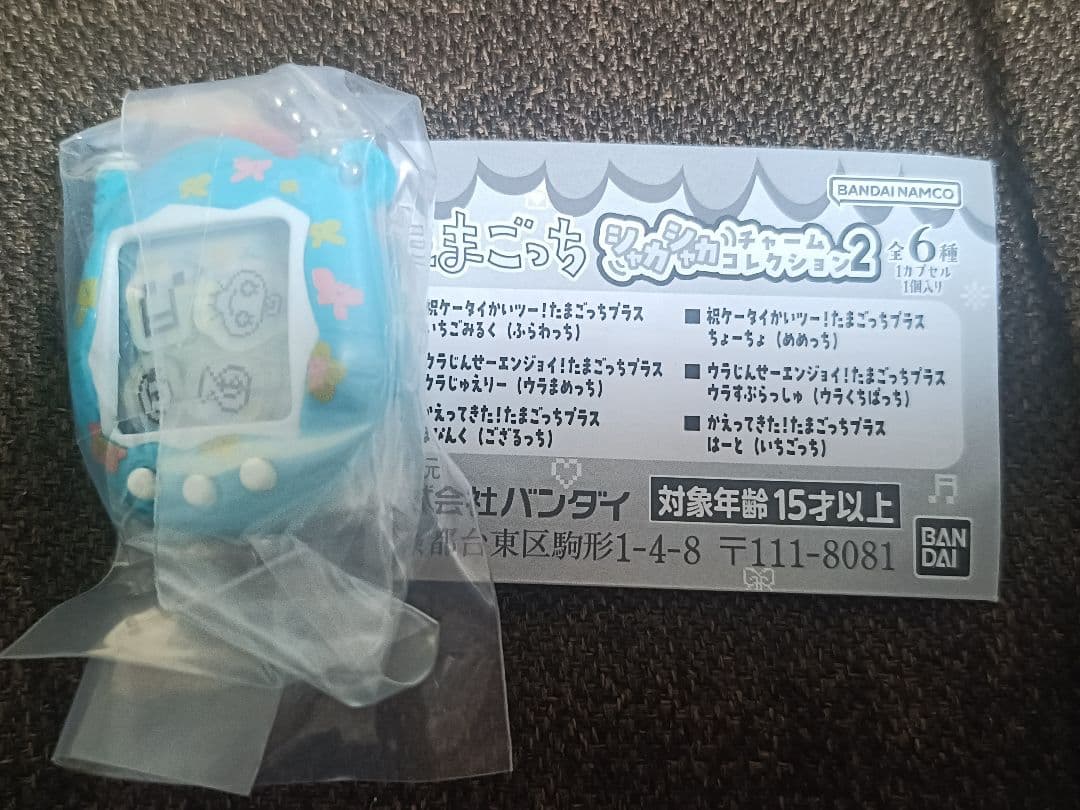 BANDAI NAMCO
まごっち シャカシャカチャームコレクション2
全6種
1カプセル
1個入り
祝ケータイかいツー!たまごっちプラス
いちごみるく (ふらわっち)
■ 祝ケータイかいツー!たまごっちプラス
ちょーちょ (めめっち)
ウラじんせーエンジョイ!たまごっちプラス
ウラじゅえりー (ウラまめっち)
■ ウラじんせーエンジョイ!たまごっちプラス
ウラすぷらっしゅ (ウラくちぱっち)
かえってきた!たまごっちプラス
なんく (ござるっち)
■ かえってきた!たまごっちプラス
はーと (いちごっち)
元
会社バンダイ
対象年齢15才以上
都台東区駒形1-4-8 〒111-8081
BANDAI